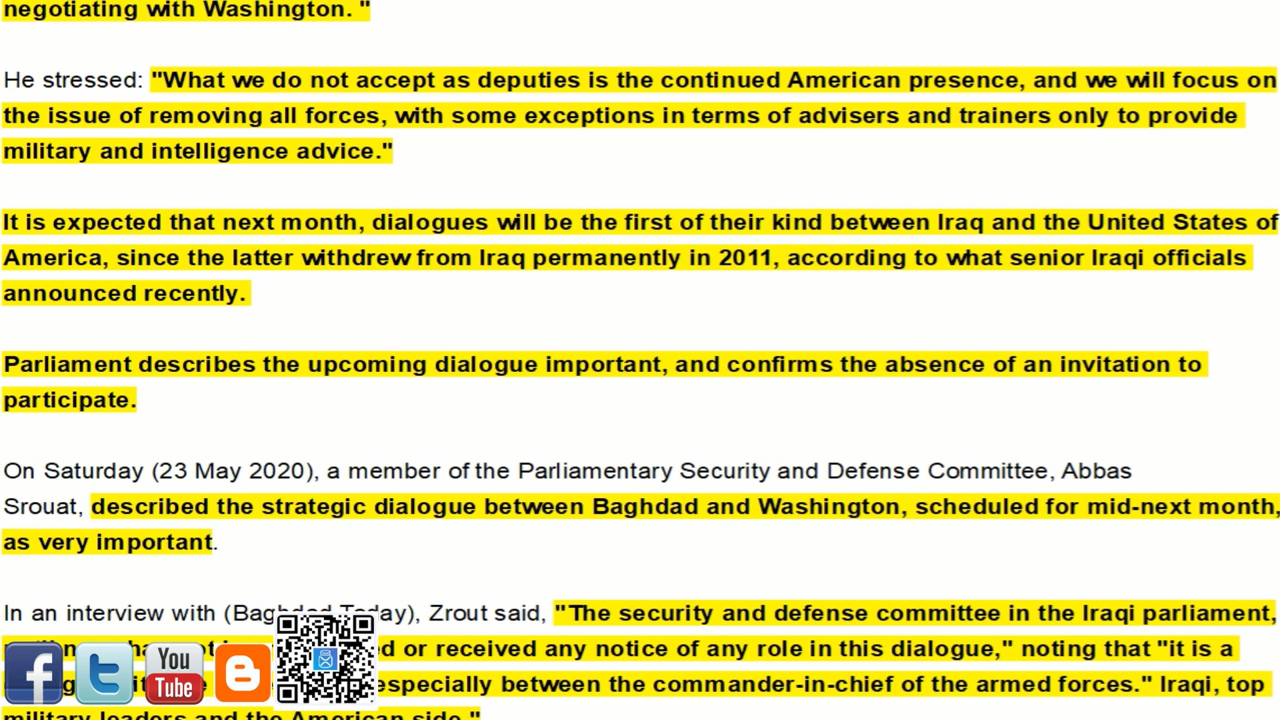 negotiating with Washington. "
He stressed: "What we do not accept as deputies is the continued American presence, and we will focus on
the issue of removing all forces, with some exceptions in terms of advisers and trainers only to provide
military and intelligence advice."
It is expected that next month, dialogues will be the first of their kind between Iraq and the United States of
America, since the latter withdrew from Iraq permanently in 2011, according to what senior Iraqi officials
announced recently.
Parliament describes the upcoming dialogue important, and confirms the absence of an invitation to
participate.
On Saturday (23 May 2020), a member of the Parliamentary Security and Defense Committee, Abbas
Srouat, described the strategic dialogue between Baghdad and Washington, scheduled for mid-next month,
as very important.
In an interview with (Baghdad Today), Zrout said, "The security and defense committee in the Iraqi parliament,
or received any notice of any role in this dialogue," noting that "it is a
especially between the commander-in-chief of the armed forces." Iraqi, top
military leaders and the American side."
You
Tube